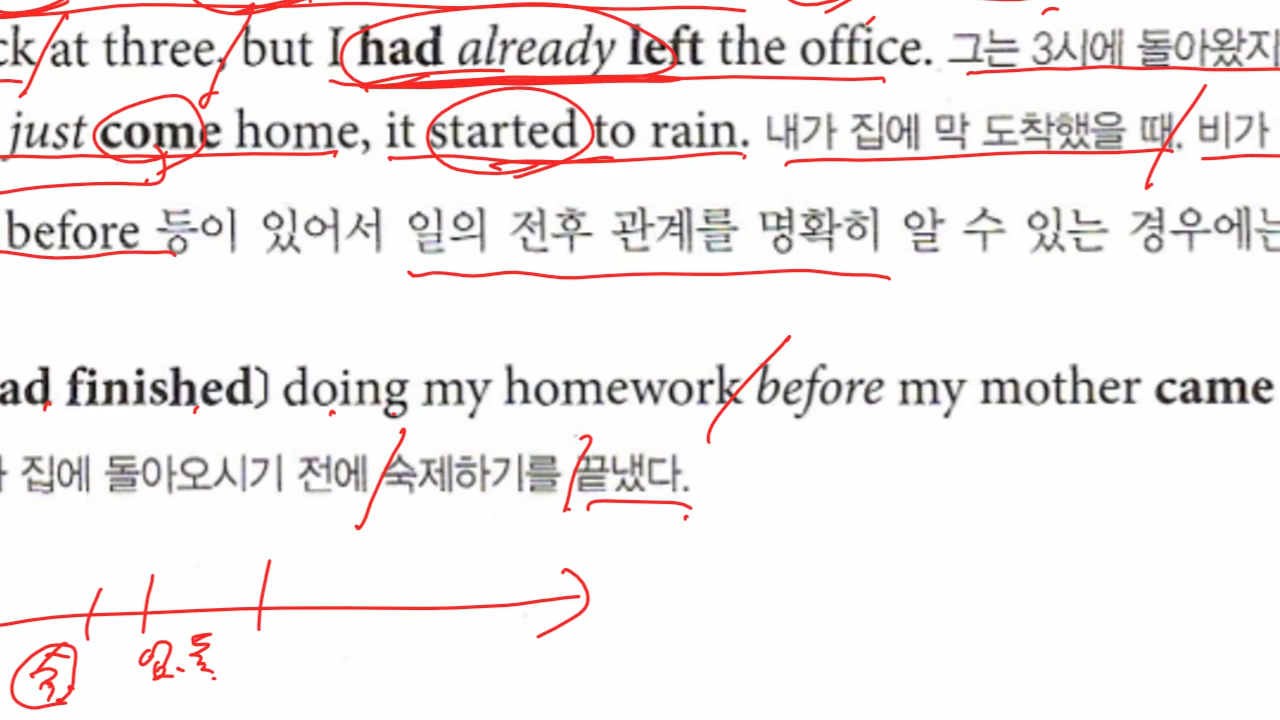 ck at three, but I had already left the office. 그는 3시에 돌아왔지
just come home, it started to rain. 내가 집에 막 도착했을 때, 비가
before 등이 있어서 일의 전후 관계를 명확히 알 수 있는 경우에는
ad finished) doing my homework before my mother came
집에 돌아오시기 전에 숙제하기를 끝냈다.
숙 엄.돌.